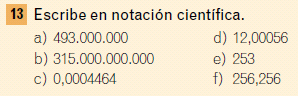 13 Escribe en notación científica.
a) 493.000.000 d) 12,00056
b) 315.000.000.000 e) 253
c) 0,0004464 f) 256,256